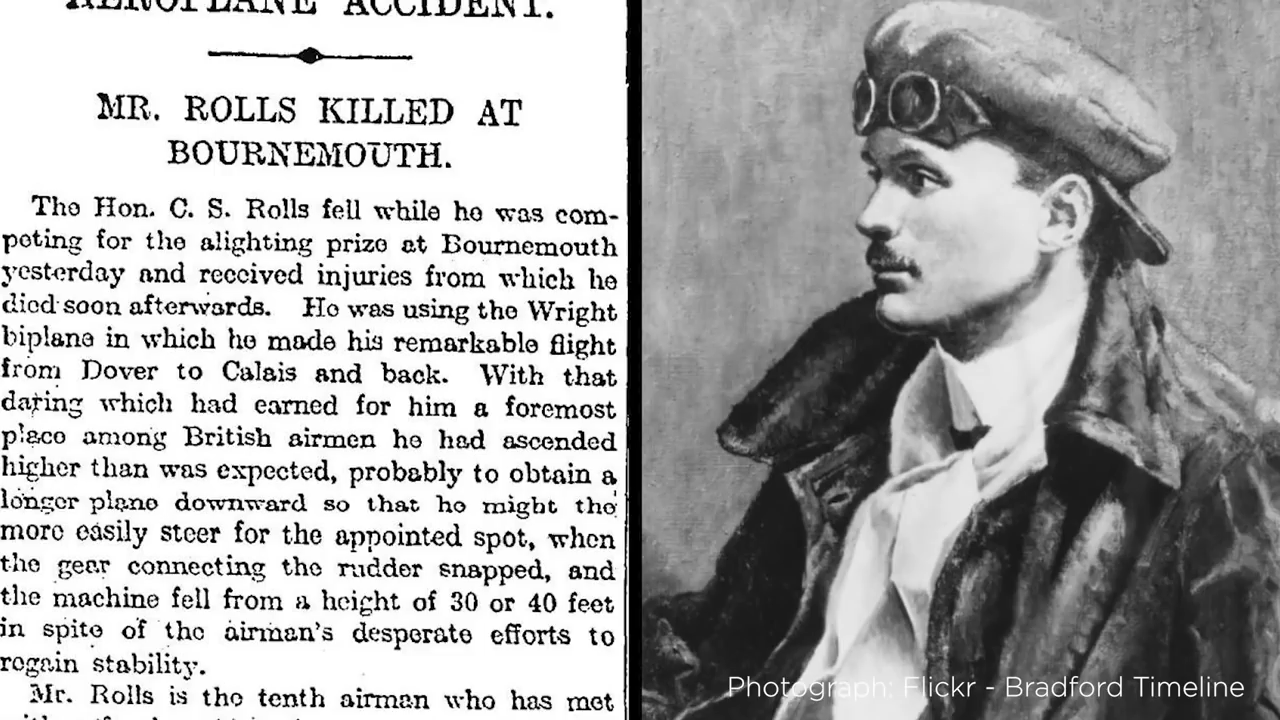 AEROPLANE ACCIDENT.
MR. ROLLS KILLED AT
BOURNEMOUTH.
The Hon. C. S. Rolls fell while he was com-
peting for the alighting prize at Bournemouth
yesterday and received injuries from which he
died soon afterwards. He was using the Wright
biplane in which he made his remarkable flight
from Dover to Calais and back. With that
daring which had earned for him a foremost
place among British airmen he had ascended
higher than was expected, probably to obtain a
longer plane downward so that he might the
more easily steer for the appointed spot, when
the gear connecting the rudder snapped, and
the machine fell from a height of 30 or 40 feet
in spite of the airman's desperate efforts to
regain stability.
Mr. Rolls is the tenth airman who has met
Photograph: Flickr - Bradford Timeline